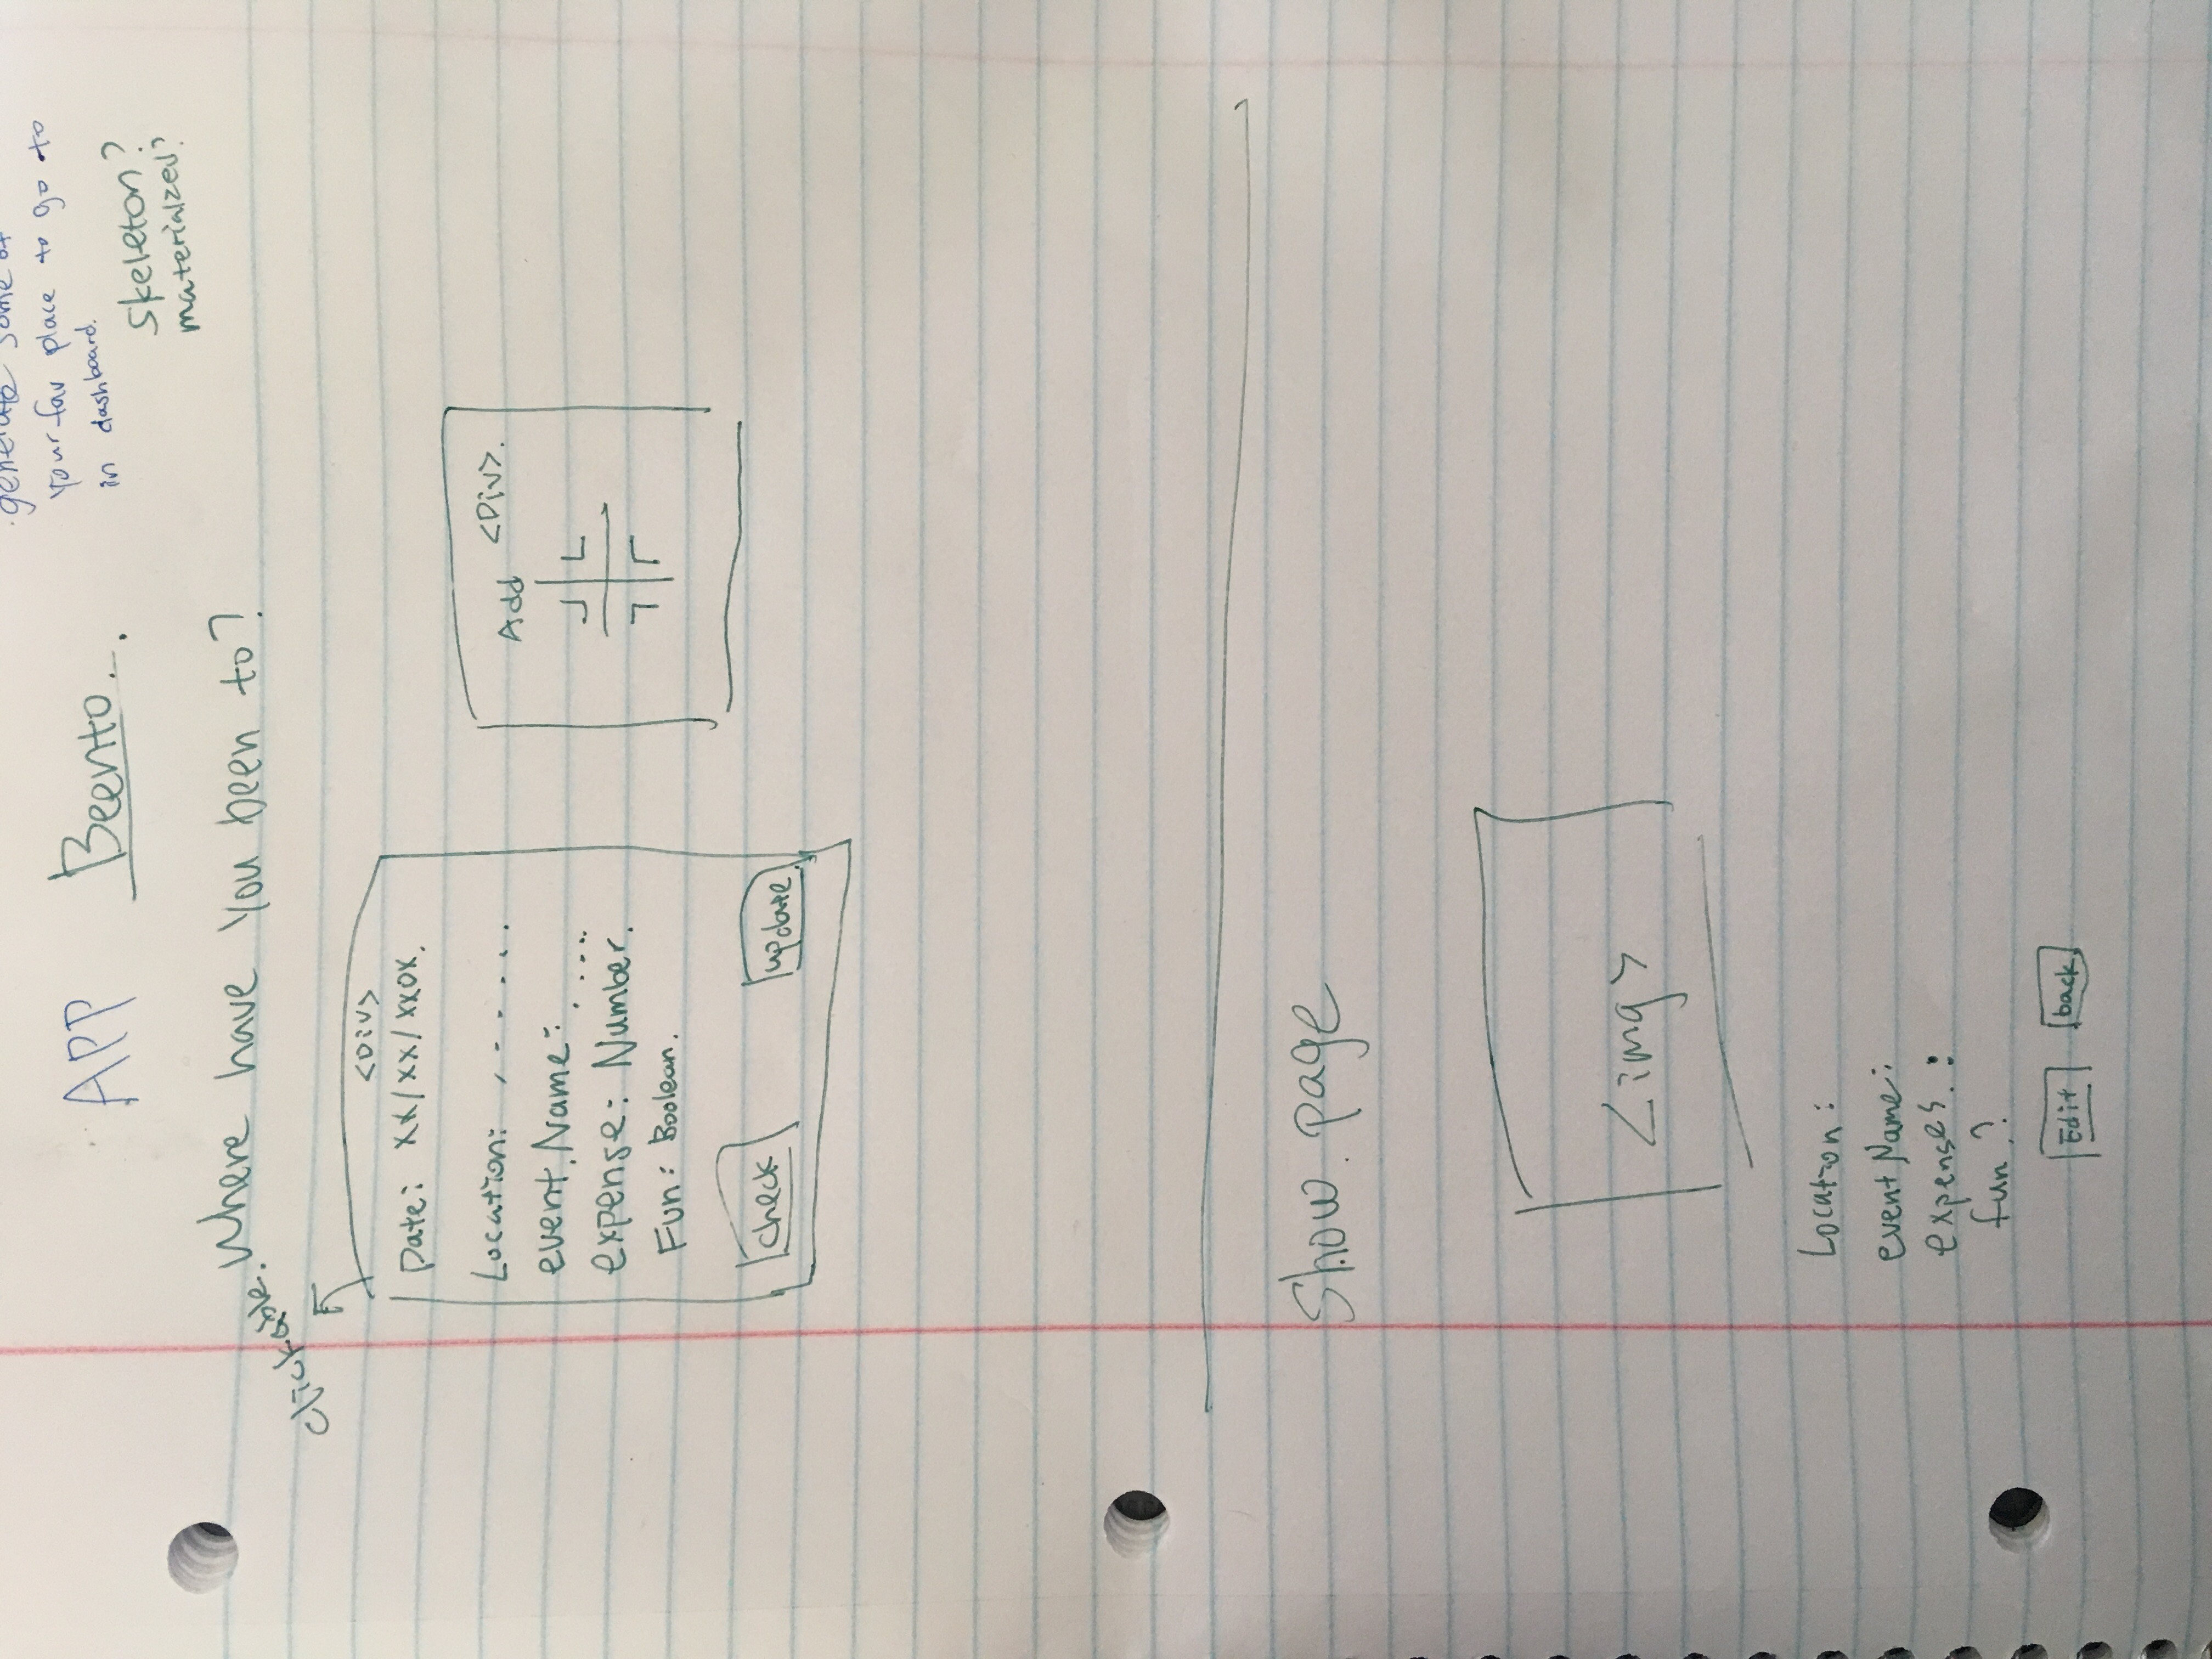 generate some of
your fav place to go to
in dashboard.
APP Beento.
skeleton?
materialized?
clickable.
Where have you been to?
<Div>
Date: xx/xx/xxxx.
Location: . . . . . .
event.Name: . . . . .
expense: Number.
Fun: Boolean.
check
update
<Div>.
Add
Show page
<img>
Location:
event Name:
expenses. :
fun ?
Edit
back